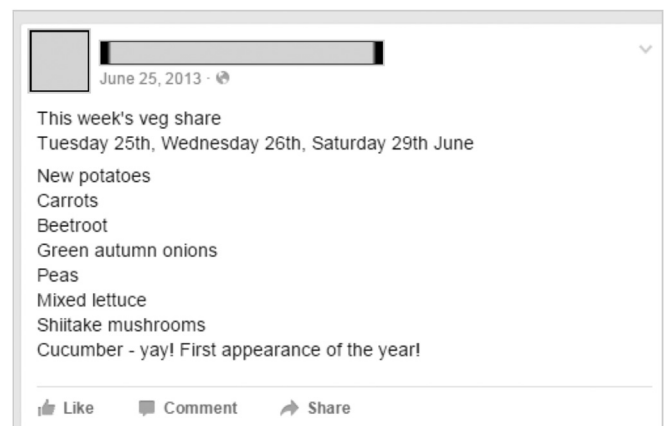 June 25, 2013 ·
This week's veg share
Tuesday 25th, Wednesday 26th, Saturday 29th June
New potatoes
Carrots
Beetroot
Green autumn onions
Peas
Mixed lettuce
Shiitake mushrooms
Cucumber - yay! First appearance of the year!
Like Comment Share